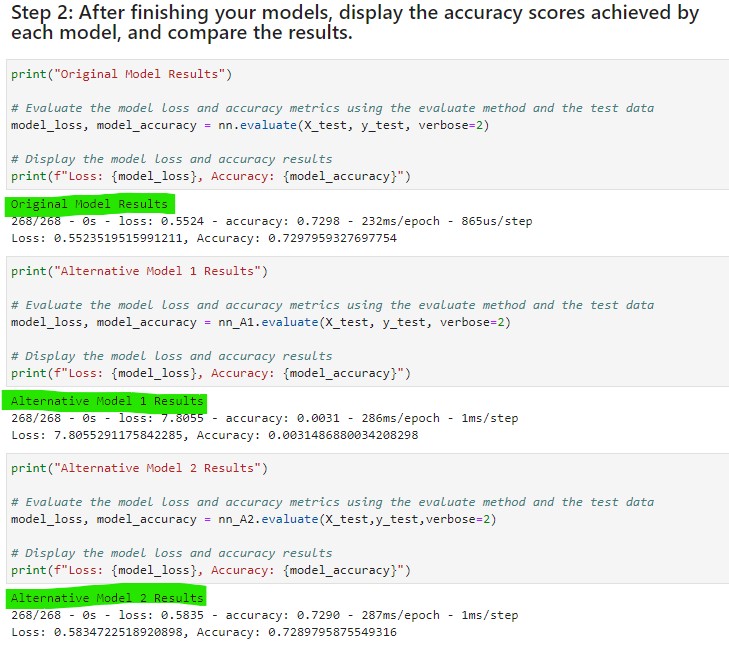 Step 2: After finishing your models, display the accuracy scores achieved by
each model, and compare the results.
print("Original Model Results")
# Evaluate the model loss and accuracy metrics using the evaluate method and the test data
model_loss, model_accuracy = nn.evaluate(X_test, y_test, verbose=2)
# Display the model loss and accuracy results
print(f"Loss: {model_loss}, Accuracy: {model_accuracy}")
Original Model Results
268/268 - 0s - loss: 0.5524 - accuracy: 0.7298 - 232ms/epoch - 865us/step
Loss: 0.5523519515991211, Accuracy: 0.7297959327697754
print("Alternative Model 1 Results")
# Evaluate the model loss and accuracy metrics using the evaluate method and the test data
model_loss, model_accuracy = nn_A1.evaluate(X_test, y_test, verbose=2)
# Display the model loss and accuracy results
print(f"Loss: {model_loss}, Accuracy: {model_accuracy}")
Alternative Model 1 Results
268/268 - 0s - loss: 7.8055 - accuracy: 0.0031 - 286ms/epoch - 1ms/step
Loss: 7.8055291175842285, Accuracy: 0.0031486880034208298
print("Alternative Model 2 Results")
# Evaluate the model loss and accuracy metrics using the evaluate method and the test data
model_loss, model_accuracy = nn_A2.evaluate(X_test,y_test,verbose=2)
# Display the model loss and accuracy results
print(f"Loss: {model_loss}, Accuracy: {model_accuracy}")
Alternative Model 2 Results
268/268 - 0s - loss: 0.5835 - accuracy: 0.7290 - 287ms/epoch - 1ms/step
Loss: 0.5834722518920898, Accuracy: 0.7289795875549316